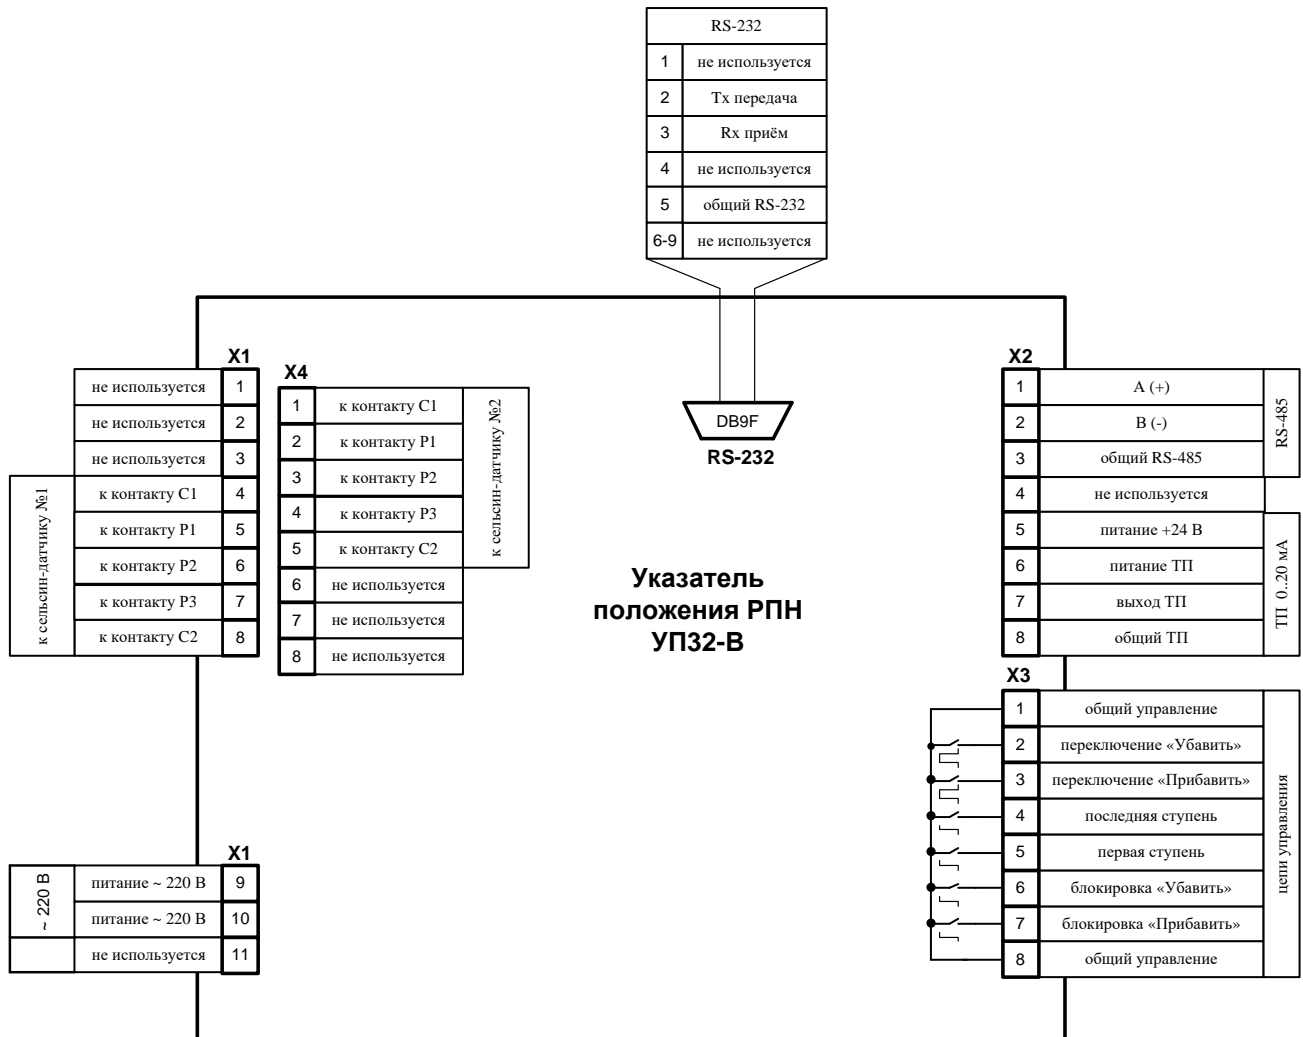 RS-232
1 не используется
2 Tx передача
3 Rx приём
4 не используется
5 общий RS-232
6-9 не используется
DB9F
RS-232
X1
не используется 1
не используется 2
не используется 3
к контакту С1 4
к контакту Р1 5
к контакту Р2 6
к контакту Р3 7
к контакту С2 8
к сельсин-датчику №1
X4
1 к контакту С1
2 к контакту Р1
3 к контакту Р2
4 к контакту Р3
5 к контакту С2
6 не используется
7 не используется
8 не используется
к сельсин-датчику №2
Указатель
положения РПН
УП32-В
X2
1 А (+)
2 В (-)
3 общий RS-485
4 не используется
5 питание +24 В
6 питание ТП
7 выход ТП
8 общий ТП
RS-485
ТП 0..20 мА
X3
1 общий управление
2 переключение «Убавить»
3 переключение «Прибавить»
4 последняя ступень
5 первая ступень
6 блокировка «Убавить»
7 блокировка «Прибавить»
8 общий управление
цепи управления
X1
~ 220 В
питание ~ 220 В 9
питание ~ 220 В 10
не используется 11